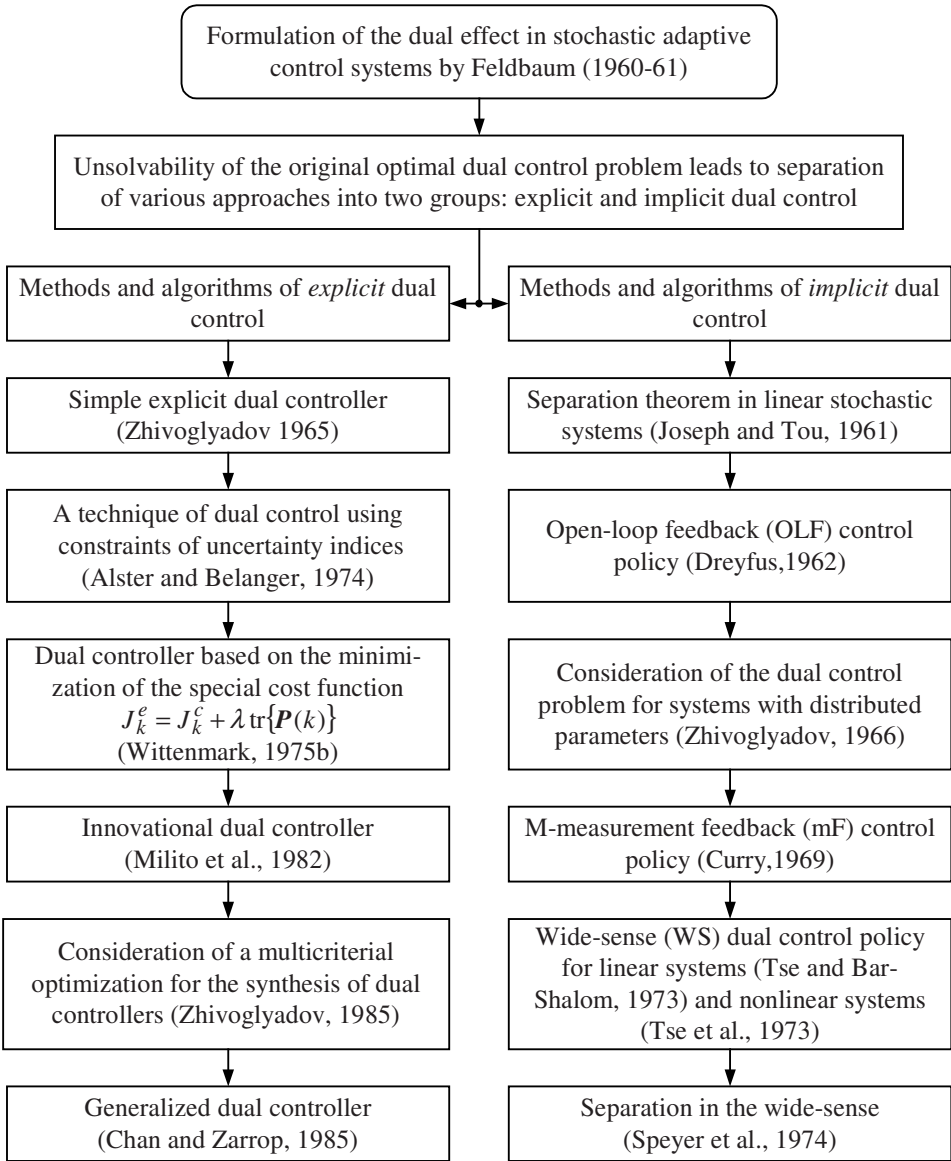 Formulation of the dual effect in stochastic adaptive
control systems by Feldbaum (1960-61)
Unsolvability of the original optimal dual control problem leads to separation
of various approaches into two groups: explicit and implicit dual control
Methods and algorithms of explicit dual
control
Simple explicit dual controller
(Zhivoglyadov 1965)
A technique of dual control using
constraints of uncertainty indices
(Alster and Belanger, 1974)
Dual controller based on the minimi-
zation of the special cost function
J_k^e = J_k^c + λ tr{P(k)}
(Wittenmark, 1975b)
Innovational dual controller
(Milito et al., 1982)
Consideration of a multicriterial
optimization for the synthesis of dual
controllers (Zhivoglyadov, 1985)
Generalized dual controller
(Chan and Zarrop, 1985)
Methods and algorithms of implicit dual
control
Separation theorem in linear stochastic
systems (Joseph and Tou, 1961)
Open-loop feedback (OLF) control
policy (Dreyfus,1962)
Consideration of the dual control
problem for systems with distributed
parameters (Zhivoglyadov, 1966)
M-measurement feedback (mF) control
policy (Curry,1969)
Wide-sense (WS) dual control policy
for linear systems (Tse and Bar-
Shalom, 1973) and nonlinear systems
(Tse et al., 1973)
Separation in the wide-sense
(Speyer et al., 1974)